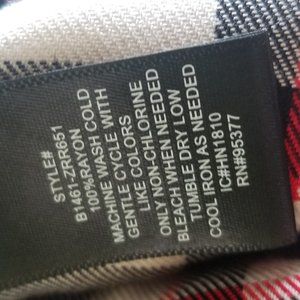 STYLE#
B1461-ZRR651
100%RAYON
MACHINE WASH COLD
GENTLE CYCLE WITH
LIKE COLORS
ONLY NON-CHLORINE
BLEACH WHEN NEEDED
TUMBLE DRY LOW
COOL IRON AS NEEDED
IC#HN1810
RN#95377